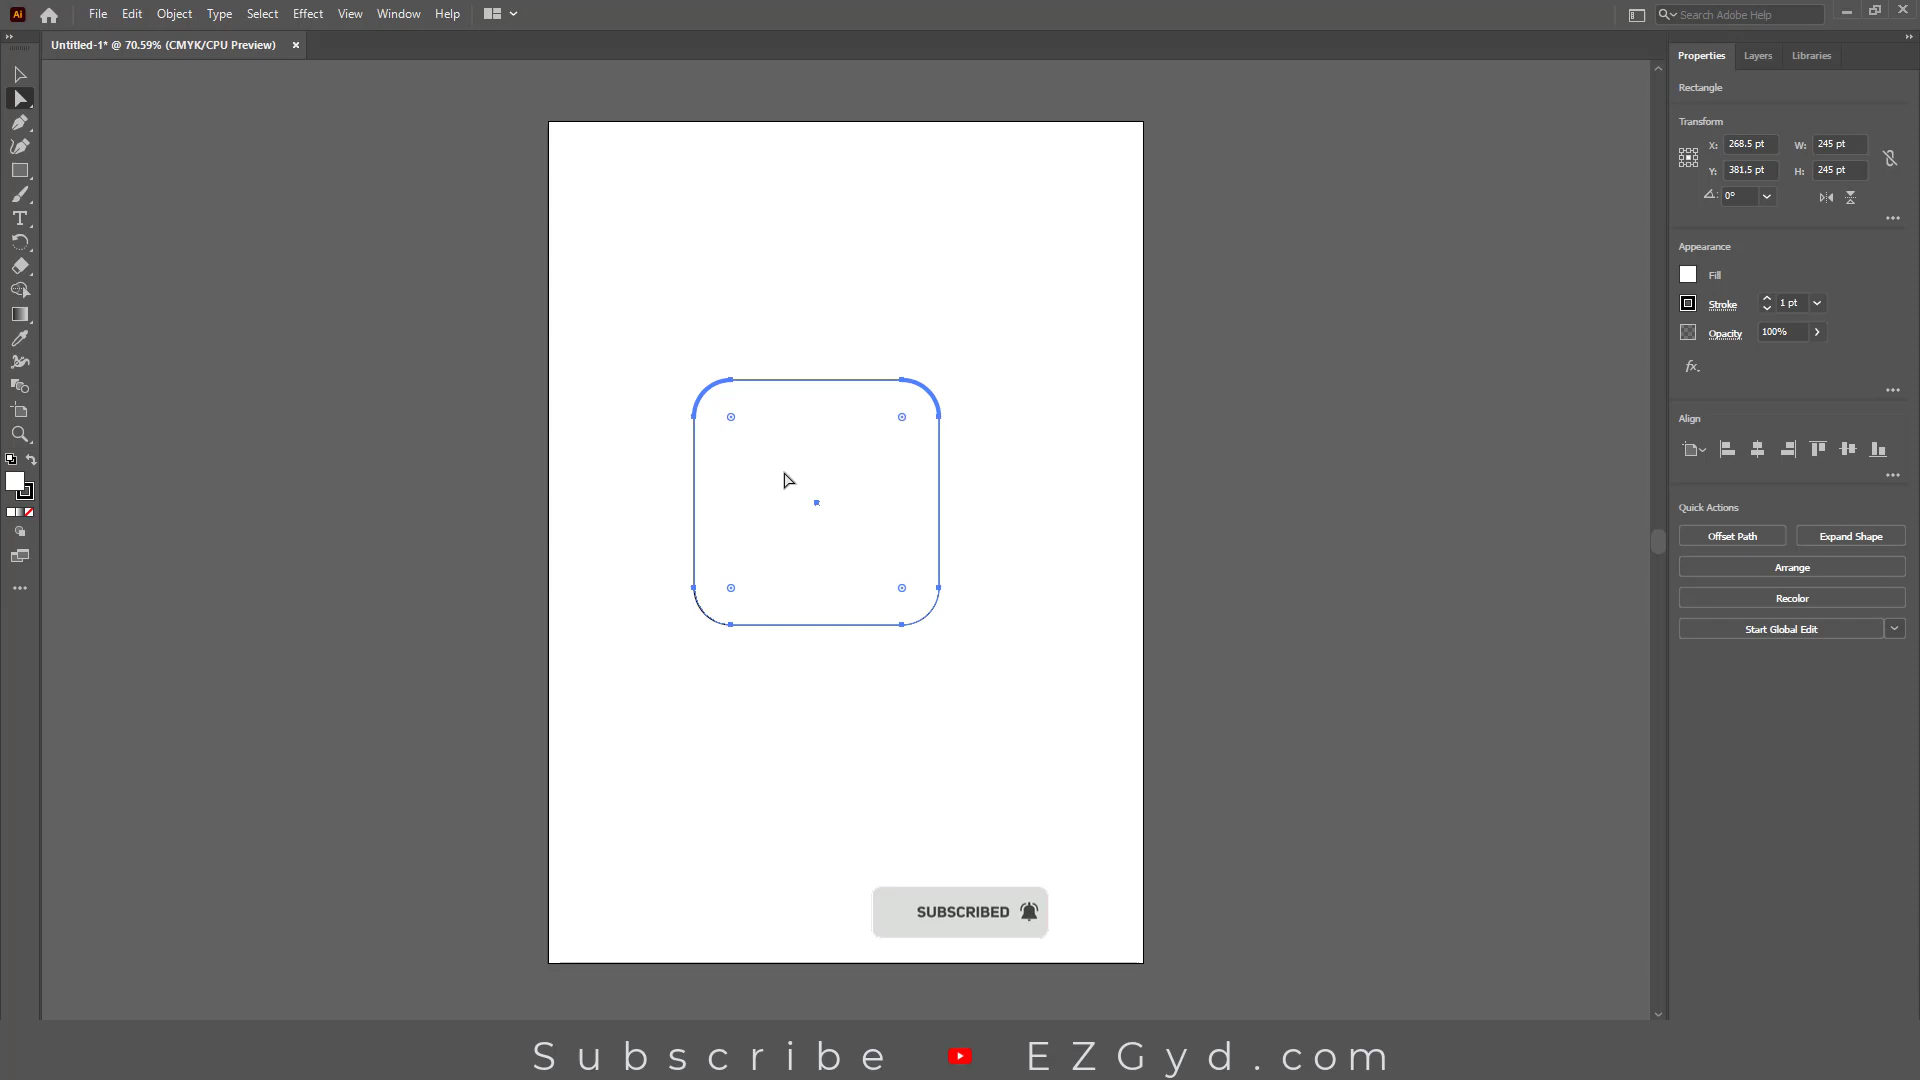 Ai File Edit Object Type Select Effect View Window Help Search Adobe Help
Untitled-1* @ 70.59% (CMYK/CPU Preview) ×
Properties Layers Libraries
Rectangle
Transform
X: 268.5 pt W: 245 pt
Y: 381.5 pt H: 245 pt
0°
Appearance
Fill
Stroke 1 pt
Opacity 100%
fx.
Align
Quick Actions
Offset Path Expand Shape
Arrange
Recolor
Start Global Edit
SUBSCRIBED
Subscribe EZGyd.com